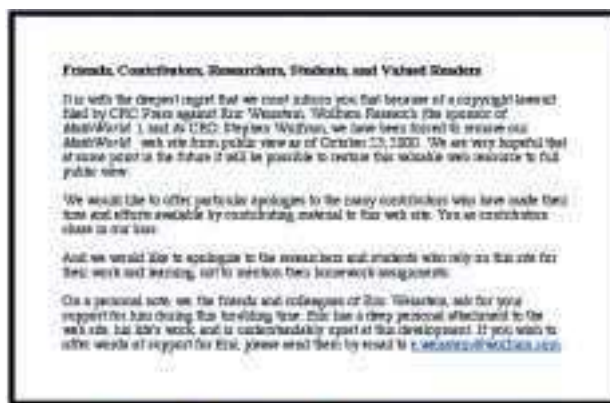 Friends, Contributors, Researchers, Students, and Valued Readers
It is with the deepest regret that we must inform you that because of a copyright lawsuit
filed by CRC Press against Eric Weisstein, Wolfram Research (the sponsor of
MathWorld ), and its CEO Stephen Wolfram, we have been forced to remove our
MathWorld web site from public view as of October 23, 2000. We are very hopeful that
at some point in the future it will be possible to restore this valuable web resource to full
public view.
We would like to offer particular apologies to the many contributors who have made their
time and efforts available by contributing material to this web site. You as contributors
share in our loss.
And we would like to apologize to the researchers and students who rely on this site for
their work and learning, not to mention their homework assignments.
On a personal note, we, the friends and colleagues of Eric Weisstein, ask for your
support for him during this troubling time. Eric has a deep personal attachment to the
web site, his life's work, and is understandably upset at this development. If you wish to
offer words of support for Eric, please send them by email to